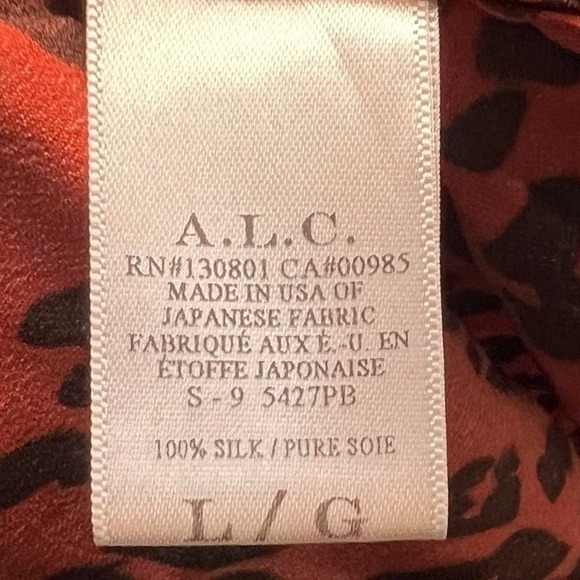 A.L.C.
RN#130801 CA#00985
MADE IN USA OF
JAPANESE FABRIC
FABRIQUÉ AUX É.-U. EN
ÉTOFFE JAPONAISE
S - 9 5427PB
100% SILK / PURE SOIE
L / G